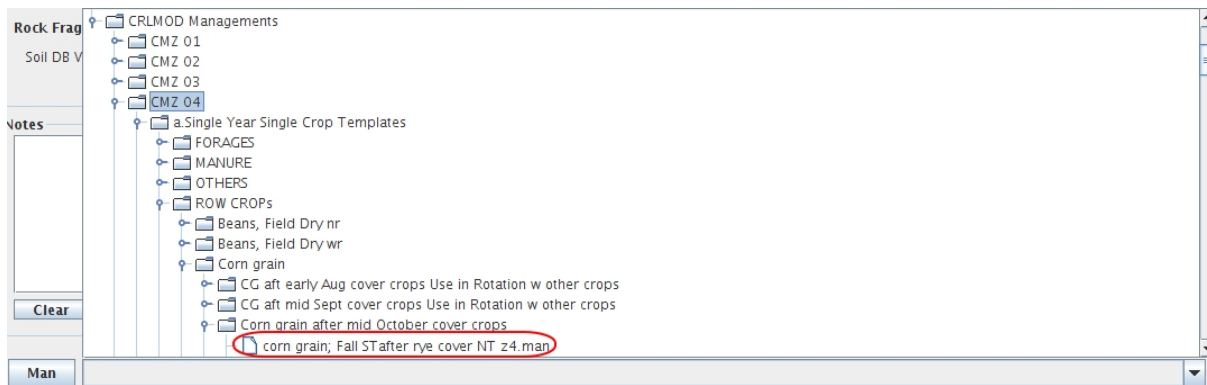 CRLMOD Managements
Rock Frag
CMZ 01
Soil DB V
CMZ 02
CMZ 03
CMZ 04
Notes
a.Single Year Single Crop Templates
FORAGES
MANURE
OTHERS
ROW CROPs
Beans, Field Dry nr
Beans, Field Dry wr
Corn grain
CG aft early Aug cover crops Use in Rotation w other crops
CG aft mid Sept cover crops Use in Rotation w other crops
Clear
Corn grain after mid October cover crops
corn grain; Fall STafter rye cover NT z4.man
Man